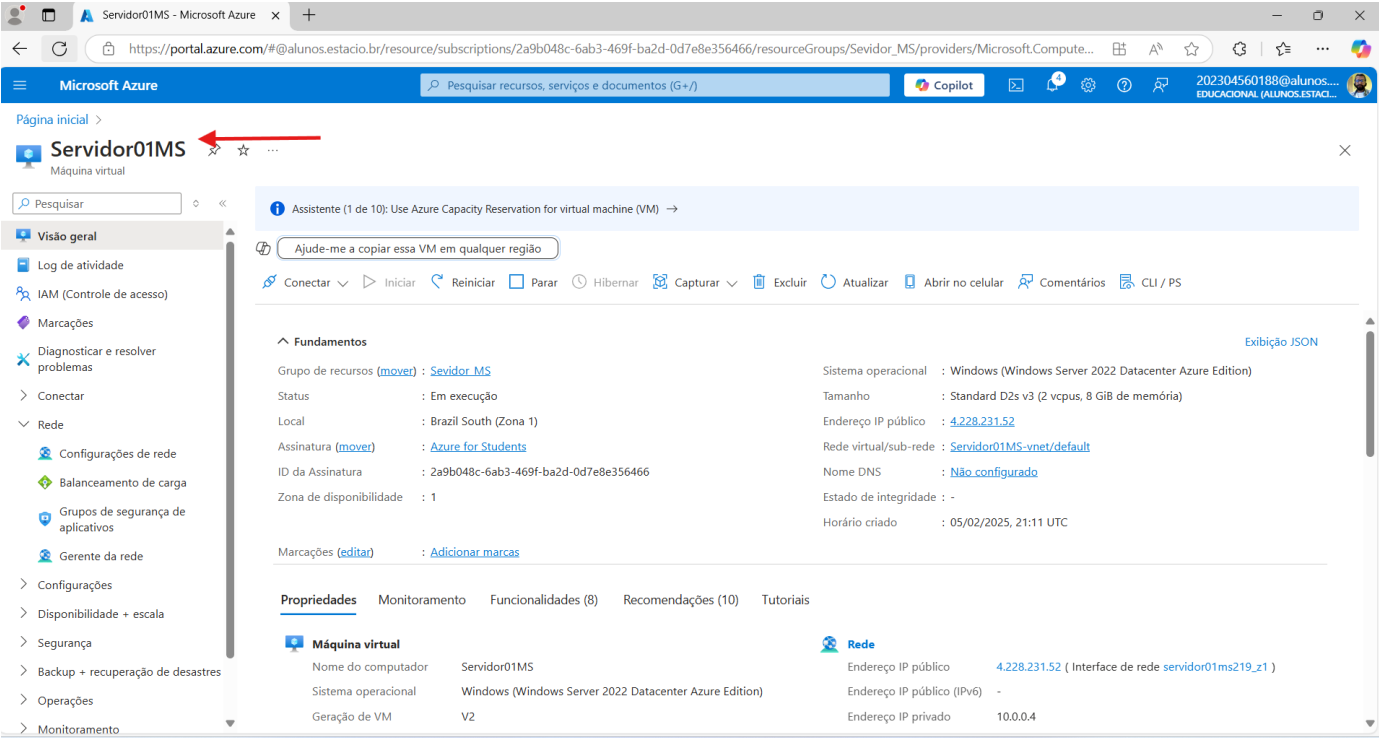 Servidor01MS - Microsoft Azure
https://portal.azure.com/#@alunos.estacio.br/resource/subscriptions/2a9b048c-6ab3-469f-ba2d-0d7e8e356466/resourceGroups/Sevidor_MS/providers/Microsoft.Compute...
Microsoft Azure
Pesquisar recursos, serviços e documentos (G+/)
Copilot
4
202304560188@alunos....
EDUCACIONAL (ALUNOS.ESTACI...
Página inicial >
Servidor01MS
Máquina virtual
Pesquisar
Visão geral
Log de atividade
IAM (Controle de acesso)
Marcações
Diagnosticar e resolver
problemas
Conectar
Rede
Configurações de rede
Balanceamento de carga
Grupos de segurança de
aplicativos
Gerente da rede
Configurações
Disponibilidade + escala
Segurança
Backup + recuperação de desastres
Operações
Monitoramento
Assistente (1 de 10): Use Azure Capacity Reservation for virtual machine (VM) →
Ajude-me a copiar essa VM em qualquer região
Conectar Iniciar Reiniciar Parar Hibernar Capturar Excluir Atualizar Abrir no celular Comentários CLI / PS
Fundamentos
Exibição JSON
Grupo de recursos (mover) : Sevidor_MS
Status : Em execução
Local : Brazil South (Zona 1)
Assinatura (mover) : Azure for Students
ID da Assinatura : 2a9b048c-6ab3-469f-ba2d-0d7e8e356466
Zona de disponibilidade : 1
Sistema operacional : Windows (Windows Server 2022 Datacenter Azure Edition)
Tamanho : Standard D2s v3 (2 vcpus, 8 GiB de memória)
Endereço IP público : 4.228.231.52
Rede virtual/sub-rede : Servidor01MS-vnet/default
Nome DNS : Não configurado
Estado de integridade : -
Horário criado : 05/02/2025, 21:11 UTC
Marcações (editar) : Adicionar marcas
Propriedades Monitoramento Funcionalidades (8) Recomendações (10) Tutoriais
Máquina virtual
Nome do computador Servidor01MS
Sistema operacional Windows (Windows Server 2022 Datacenter Azure Edition)
Geração de VM V2
Rede
Endereço IP público 4.228.231.52 ( Interface de rede servidor01ms219_z1 )
Endereço IP público (IPv6) -
Endereço IP privado 10.0.0.4